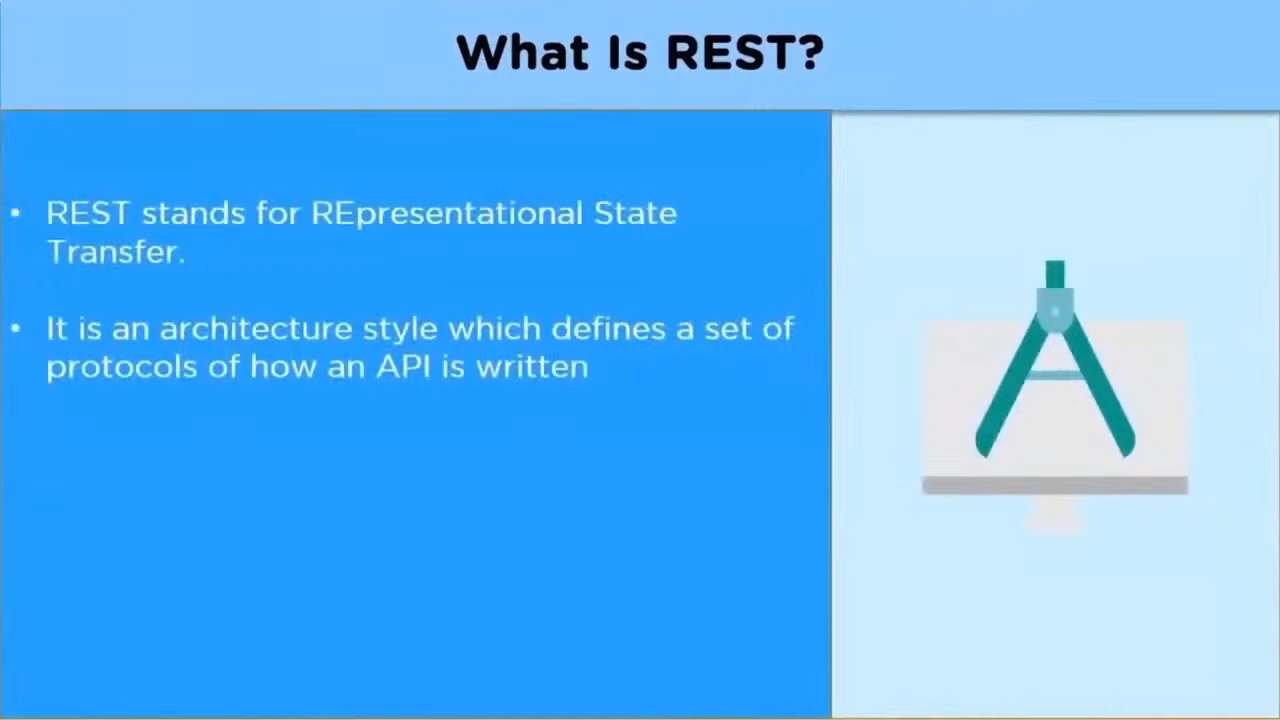 What Is REST?
• REST stands for REpresentational State
Transfer.
• It is an architecture style which defines a set of
protocols of how an API is written